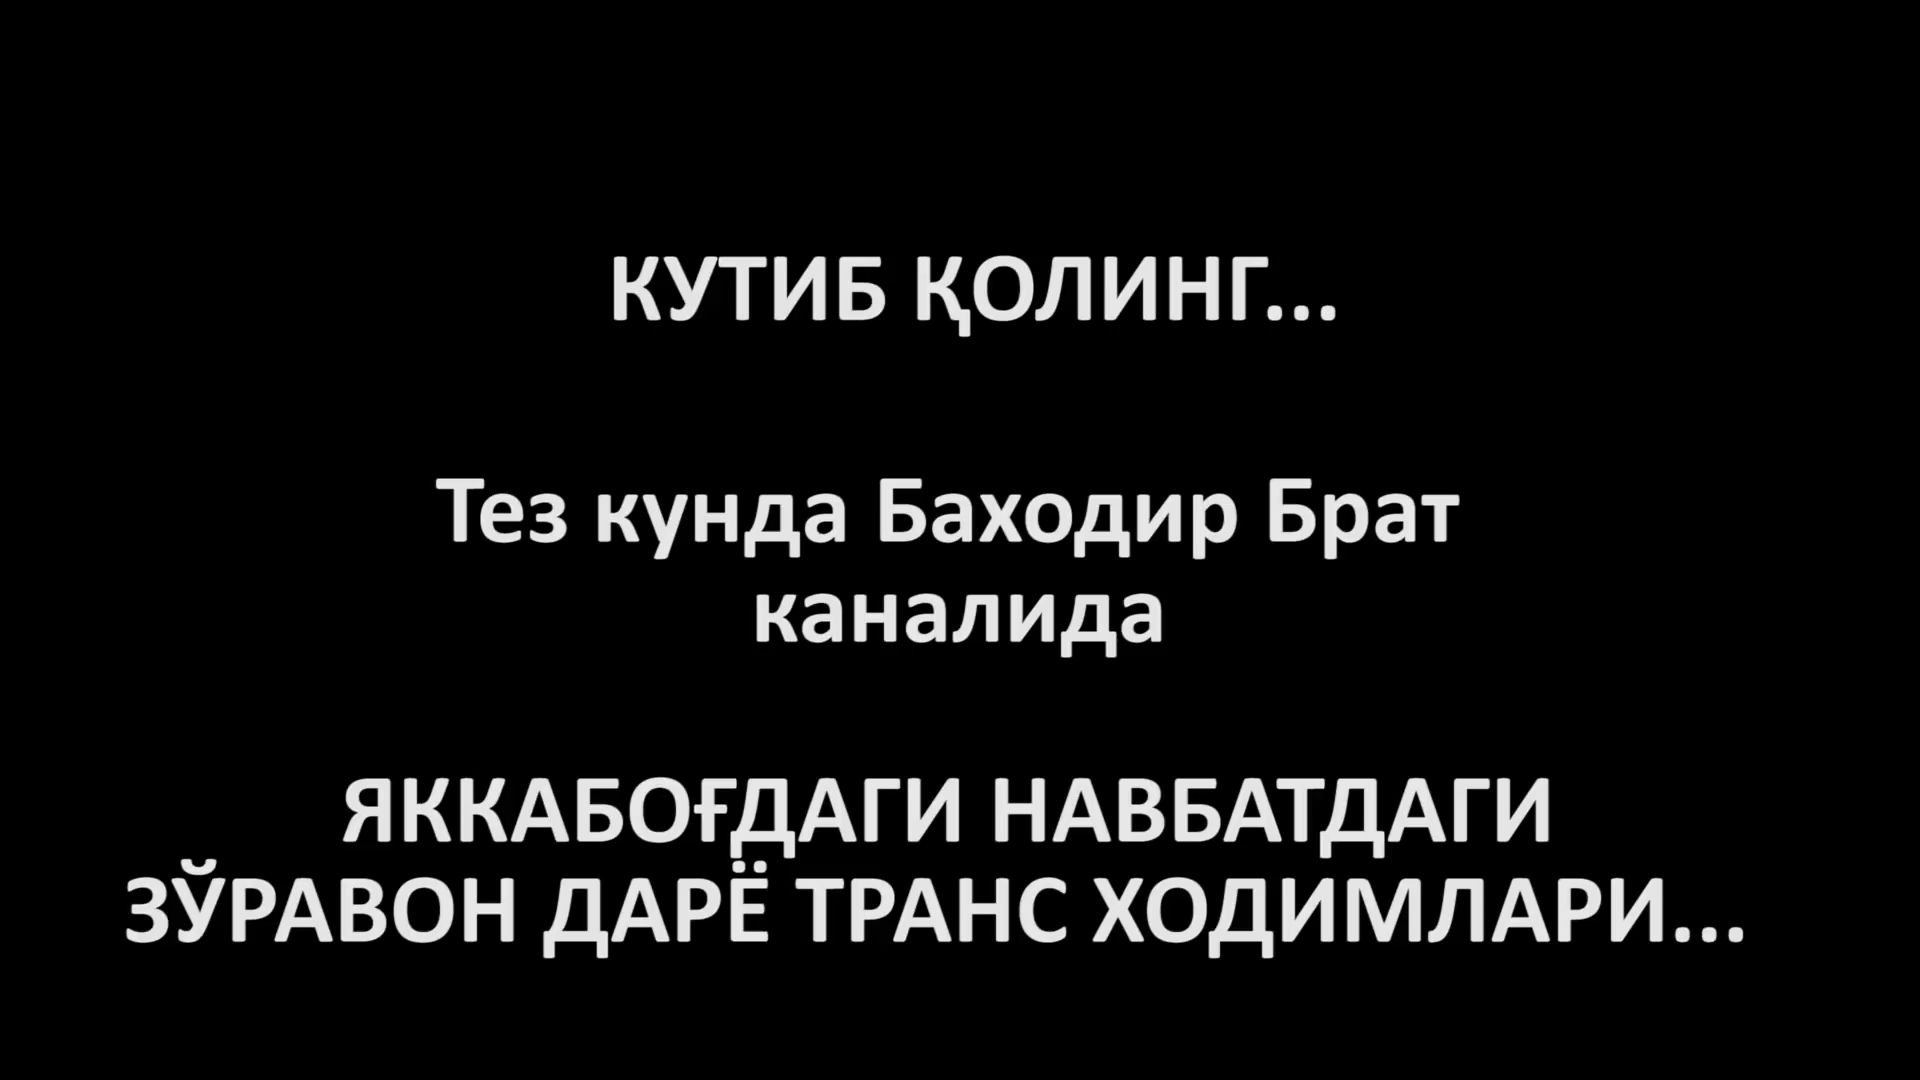 КУТИБ ҚОЛИНГ...
Тез кунда Баходир Брат
каналида
ЯККАБОҒДАГИ НАВБАТДАГИ
ЗЎРАВОН ДАРЁ ТРАНС ХОДИМЛАРИ...